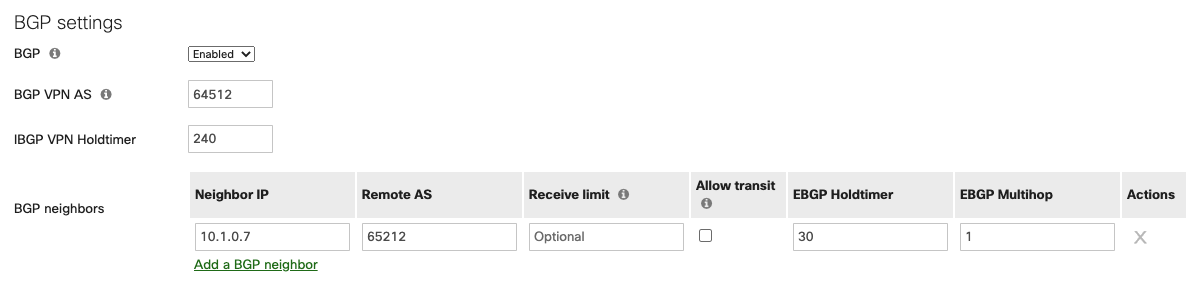 BGP settings
BGP
Enabled
BGP VPN AS
64512
IBGP VPN Holdtimer
240
BGP neighbors
Neighbor IP Remote AS Receive limit Allow transit EBGP Holdtimer EBGP Multihop Actions
10.1.0.7 65212 Optional 30 1 X
Add a BGP neighbor